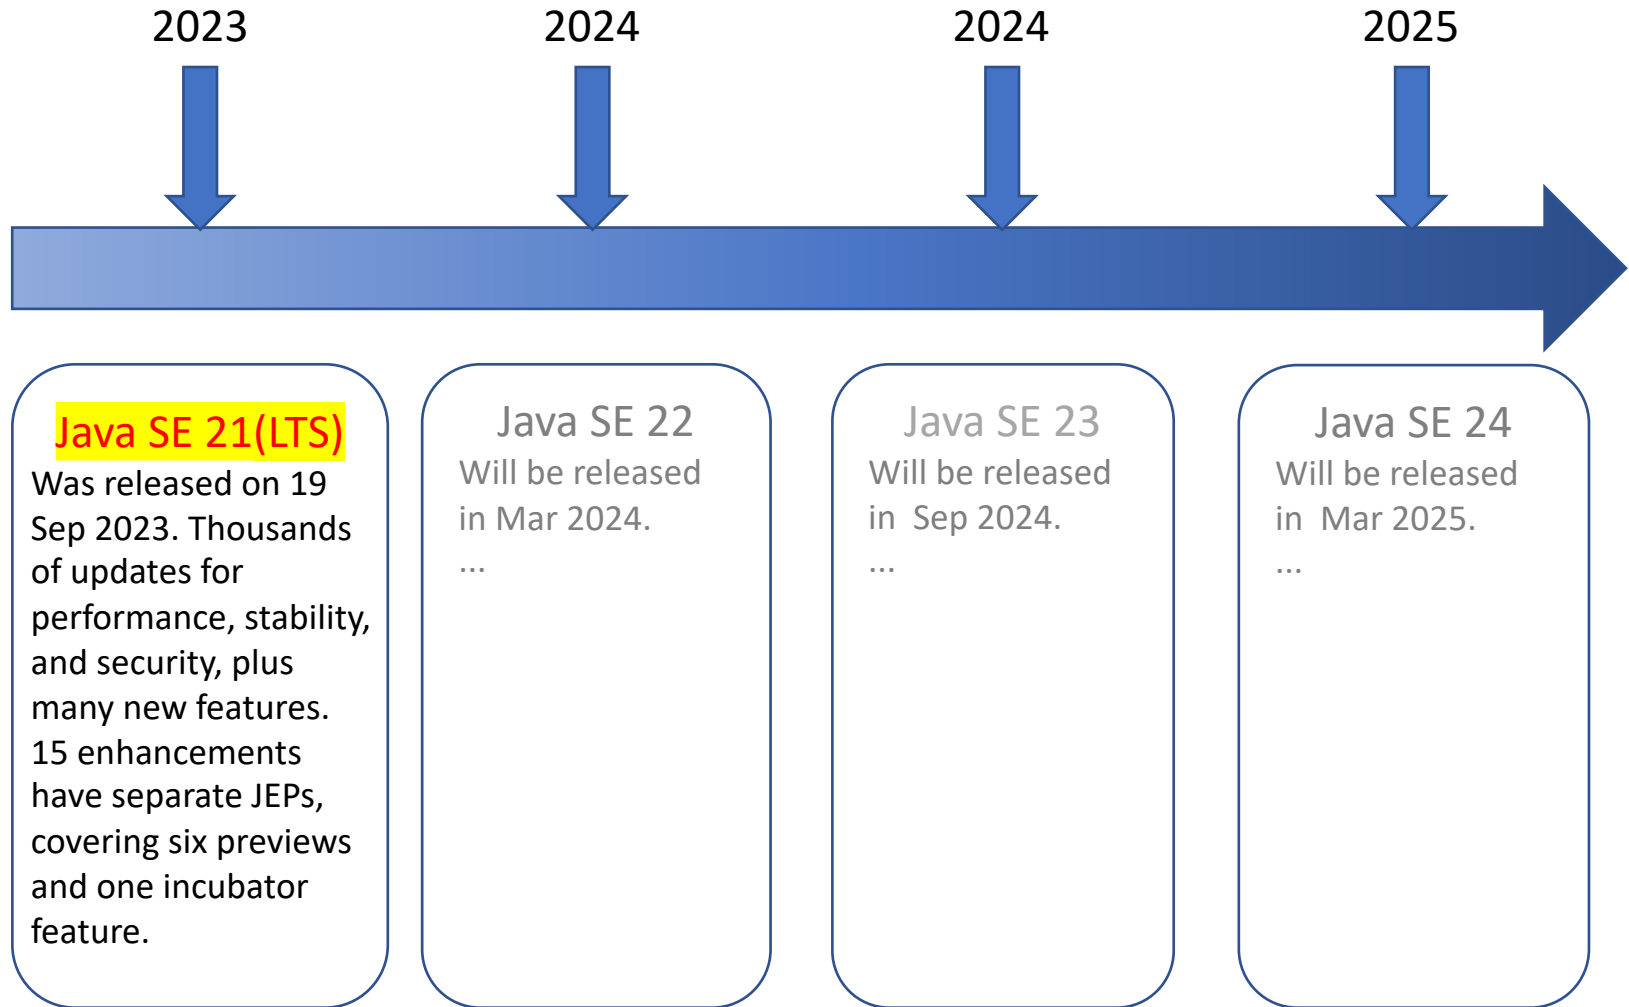 2023
2024
2024
2025
Java SE 21(LTS)
Was released on 19
Sep 2023. Thousands
of updates for
performance, stability,
and security, plus
many new features.
15 enhancements
have separate JEPs,
covering six previews
and one incubator
feature.
Java SE 22
Will be released
in Mar 2024.
...
Java SE 23
Will be released
in  Sep 2024.
...
Java SE 24
Will be released
in  Mar 2025.
...